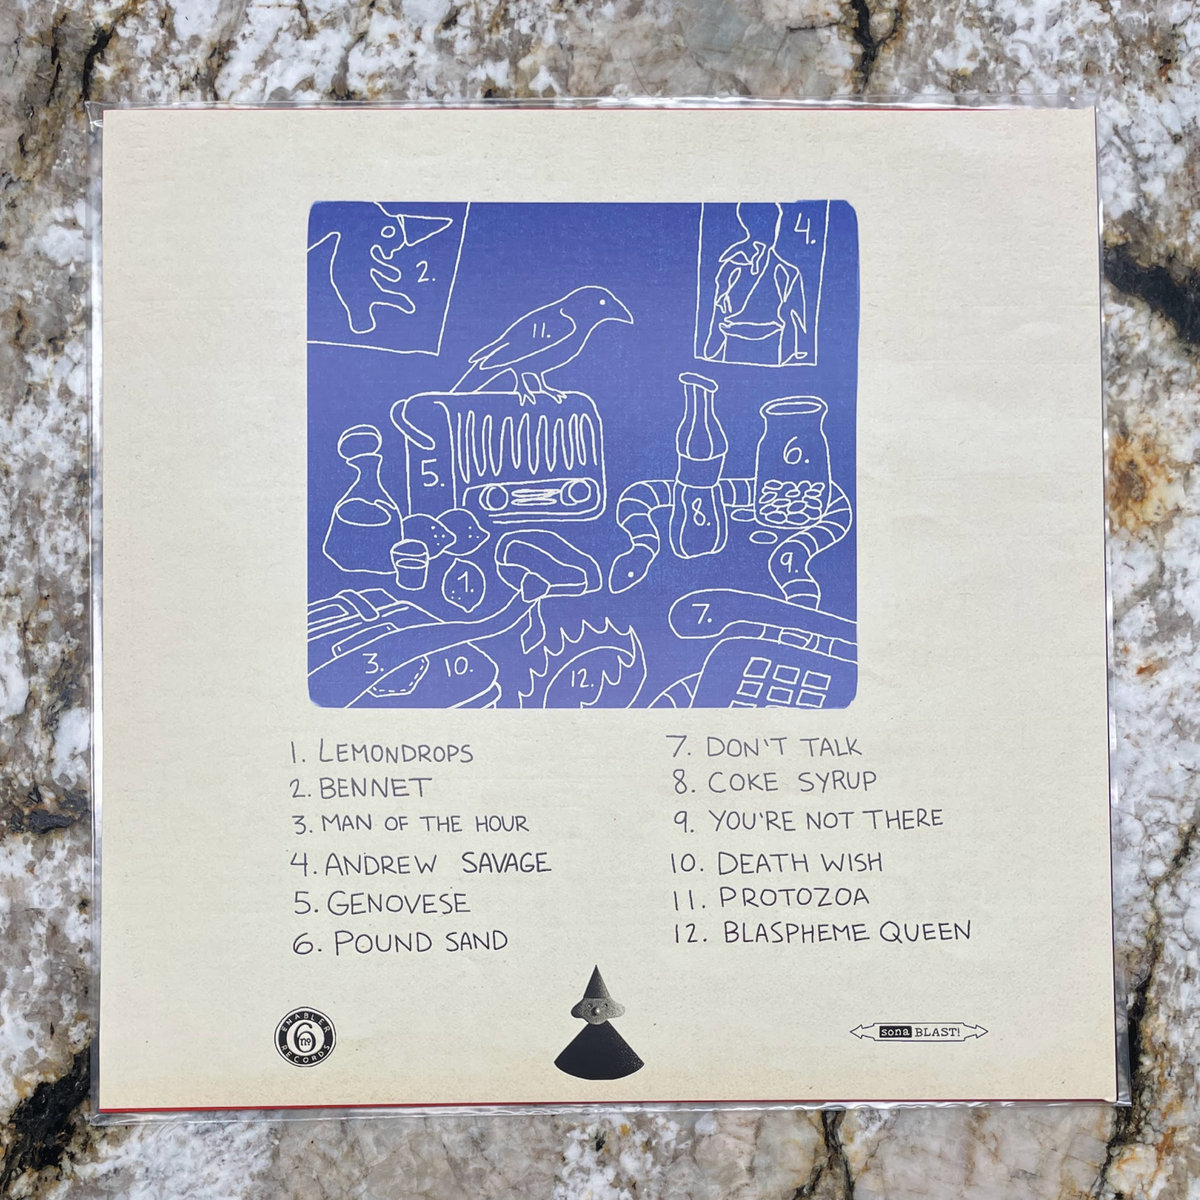 2.
4.
11.
5.
6.
8.
9.
1.
7.
3.
10.
12.
1. LEMONDROPS
2. BENNET
3. MAN OF THE HOUR
4. ANDREW SAVAGE
5. GENOVESE
6. POUND SAND
7. DON'T TALK
8. COKE SYRUP
9. YOU'RE NOT THERE
10. DEATH WISH
11. PROTOZOA
12. BLASPHEME QUEEN
ENABLER
6
no
RECORDS
sona BLAST!